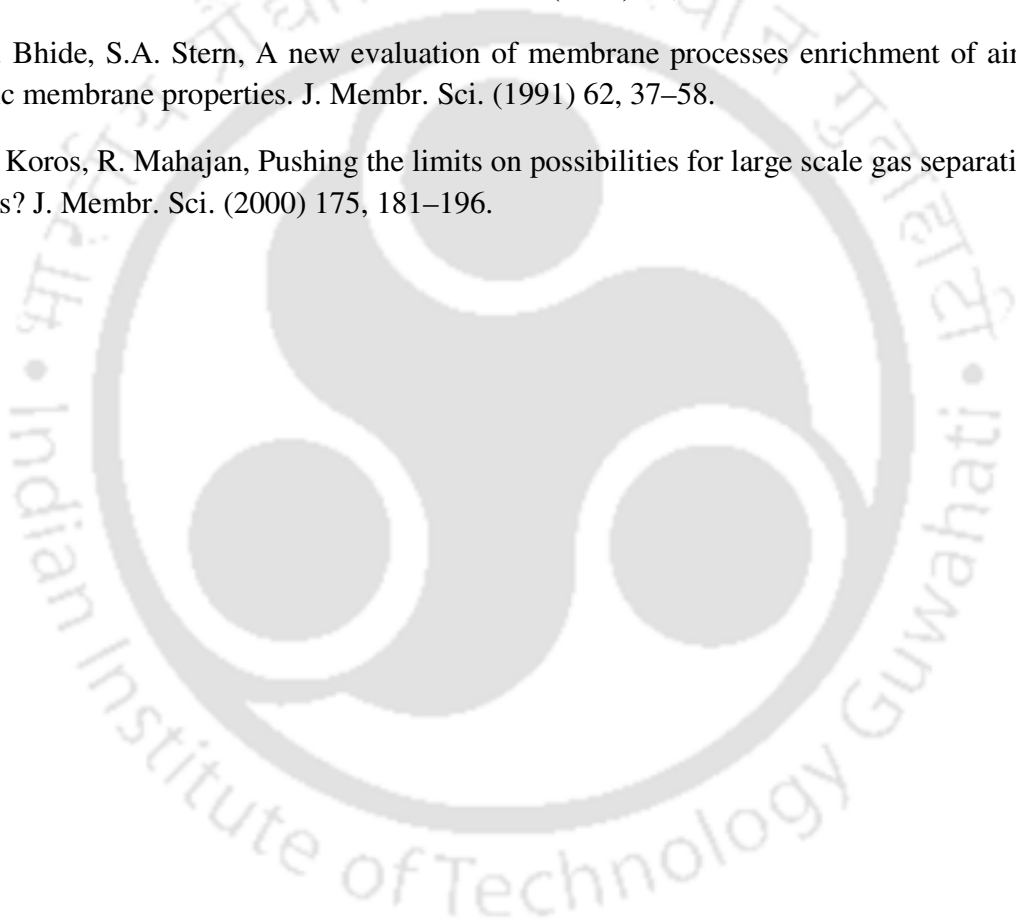 . Bhide, S.A. Stern, A new evaluation of membrane processes enrichment of air
c membrane properties. J. Membr. Sci. (1991) 62, 37–58.
Koros, R. Mahajan, Pushing the limits on possibilities for large scale gas separati
s? J. Membr. Sci. (2000) 175, 181–196.
Indian Institute of Technology Guwahati